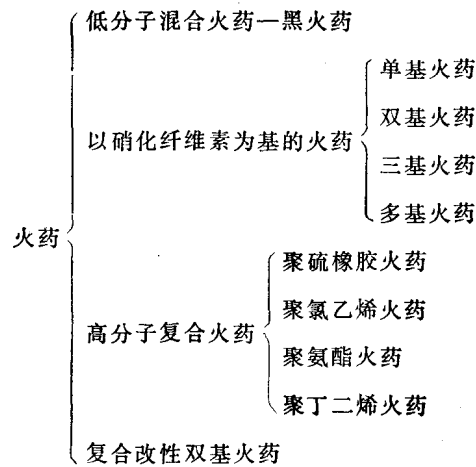 低分子混合火药—黑火药
单基火药
双基火药
以硝化纤维素为基的火药
三基火药
多基火药
火药
聚硫橡胶火药
聚氯乙烯火药
高分子复合火药
聚氨酯火药
聚丁二烯火药
复合改性双基火药